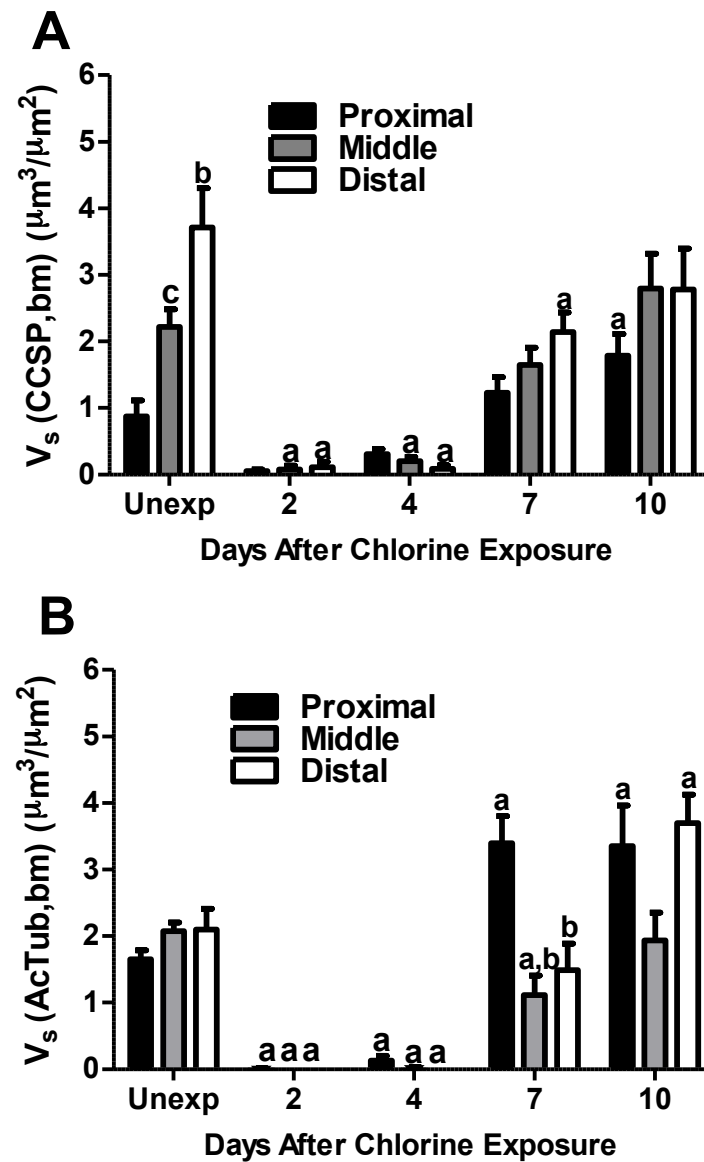 A
6
5
4
3
2
1
0
V_s (CCSP,bm) (μm³/μm²)
Proximal
Middle
Distal
c
b
a a
a a
a
a
Unexp 2 4 7 10
Days After Chlorine Exposure
B
6
5
4
3
2
1
0
V_s (AcTub,bm) (μm³/μm²)
Proximal
Middle
Distal
a a a
a a a
a a,b b
a a
Unexp 2 4 7 10
Days After Chlorine Exposure